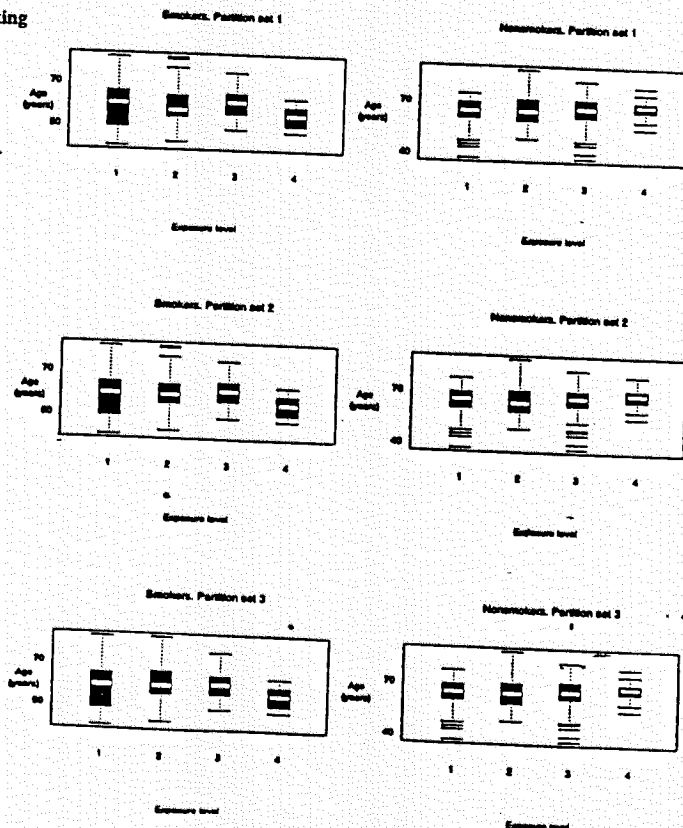 king
Smokers. Partition set 1
70
Age
(years)
60
1 2 3 4
Exposure level
Nonsmokers. Partition set 1
70
Age
(years)
40
1 2 3 4
Exposure level
Smokers. Partition set 2
70
Age
(years)
60
1 2 3 4
Exposure level
Nonsmokers. Partition set 2
70
Age
(years)
40
1 2 3 4
Exposure level
Smokers. Partition set 3
70
Age
(years)
60
1 2 3 4
Exposure level
Nonsmokers. Partition set 3
70
Age
(years)
40
1 2 3 4
Exposure level